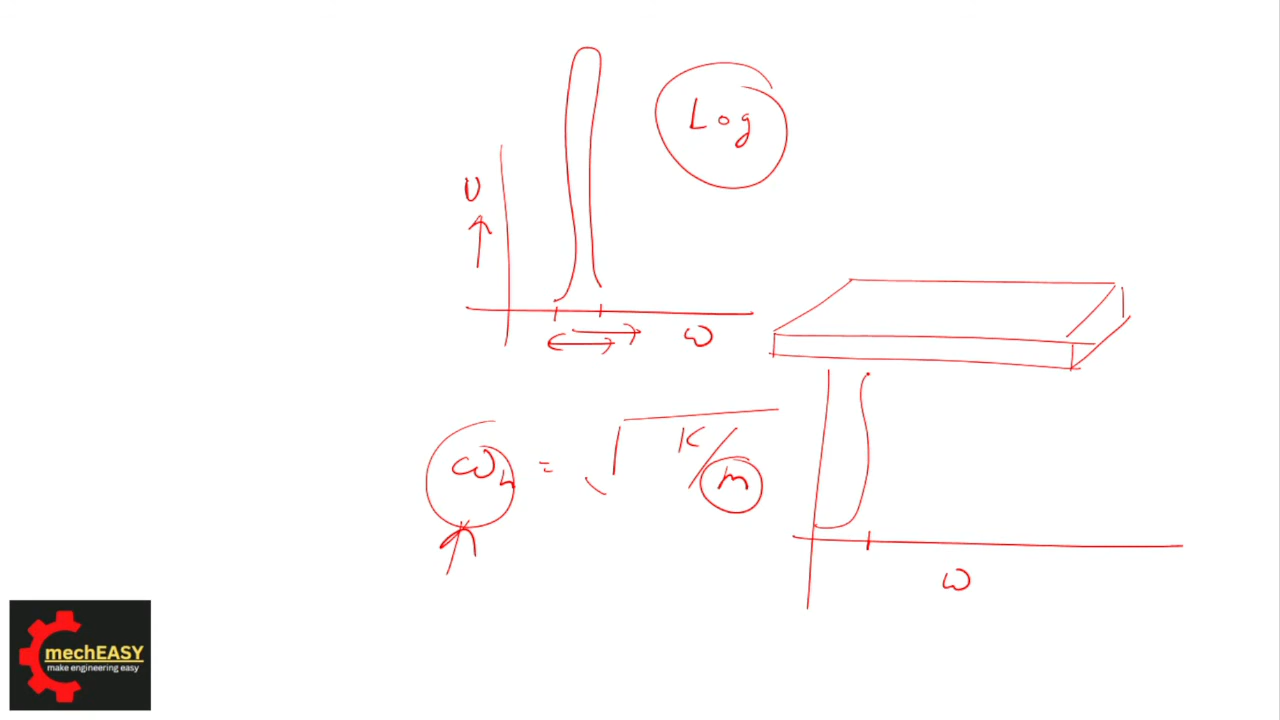 Log
U
ω
ωn = √K/m
ω
mechEASY
make engineering easy